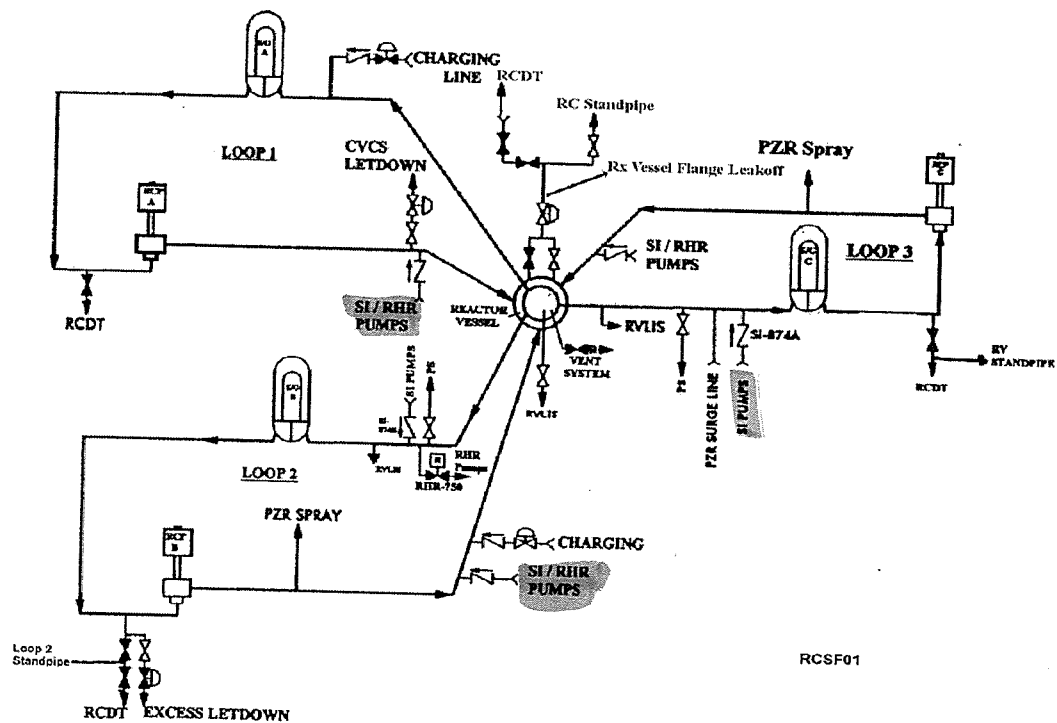 S/G
A
CHARGING
LINE
RCDT
RC Standpipe
LOOP 1
CVCS
LETDOWN
Rx Vessel Flange Leakoff
PZR Spray
RCP
C
RCP
A
SI / RHR
PUMPS
S/G
C
LOOP 3
RCDT
SI / RHR
PUMPS
REACTOR
VESSEL
RVLIS
VENT
SYSTEM
SI-874A
RV
STANDPIPE
RCDT
S/G
B
SI PUMPS
PS
RVLIS
PS
PZR SURGE LINE
SI PUMPS
LOOP 2
RVLIS
RHR
Pumps
RHR-750
PZR SPRAY
RCP
B
CHARGING
SI / RHR
PUMPS
Loop 2
Standpipe
RCSF01
RCDT
EXCESS LETDOWN